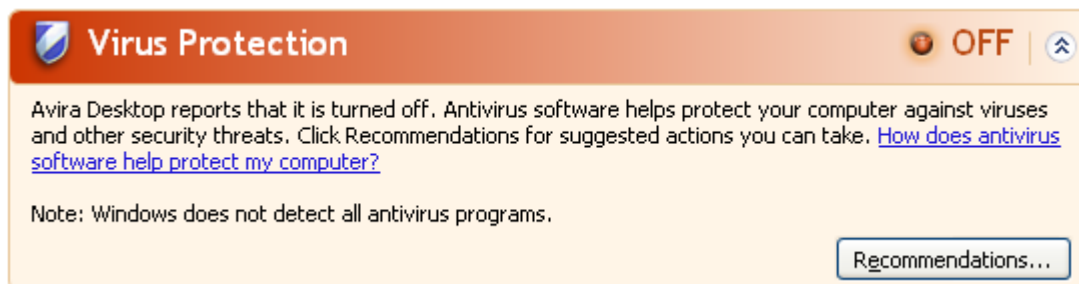 Virus Protection OFF
Avira Desktop reports that it is turned off. Antivirus software helps protect your computer against viruses
and other security threats. Click Recommendations for suggested actions you can take. How does antivirus
software help protect my computer?
Note: Windows does not detect all antivirus programs.
Recommendations...